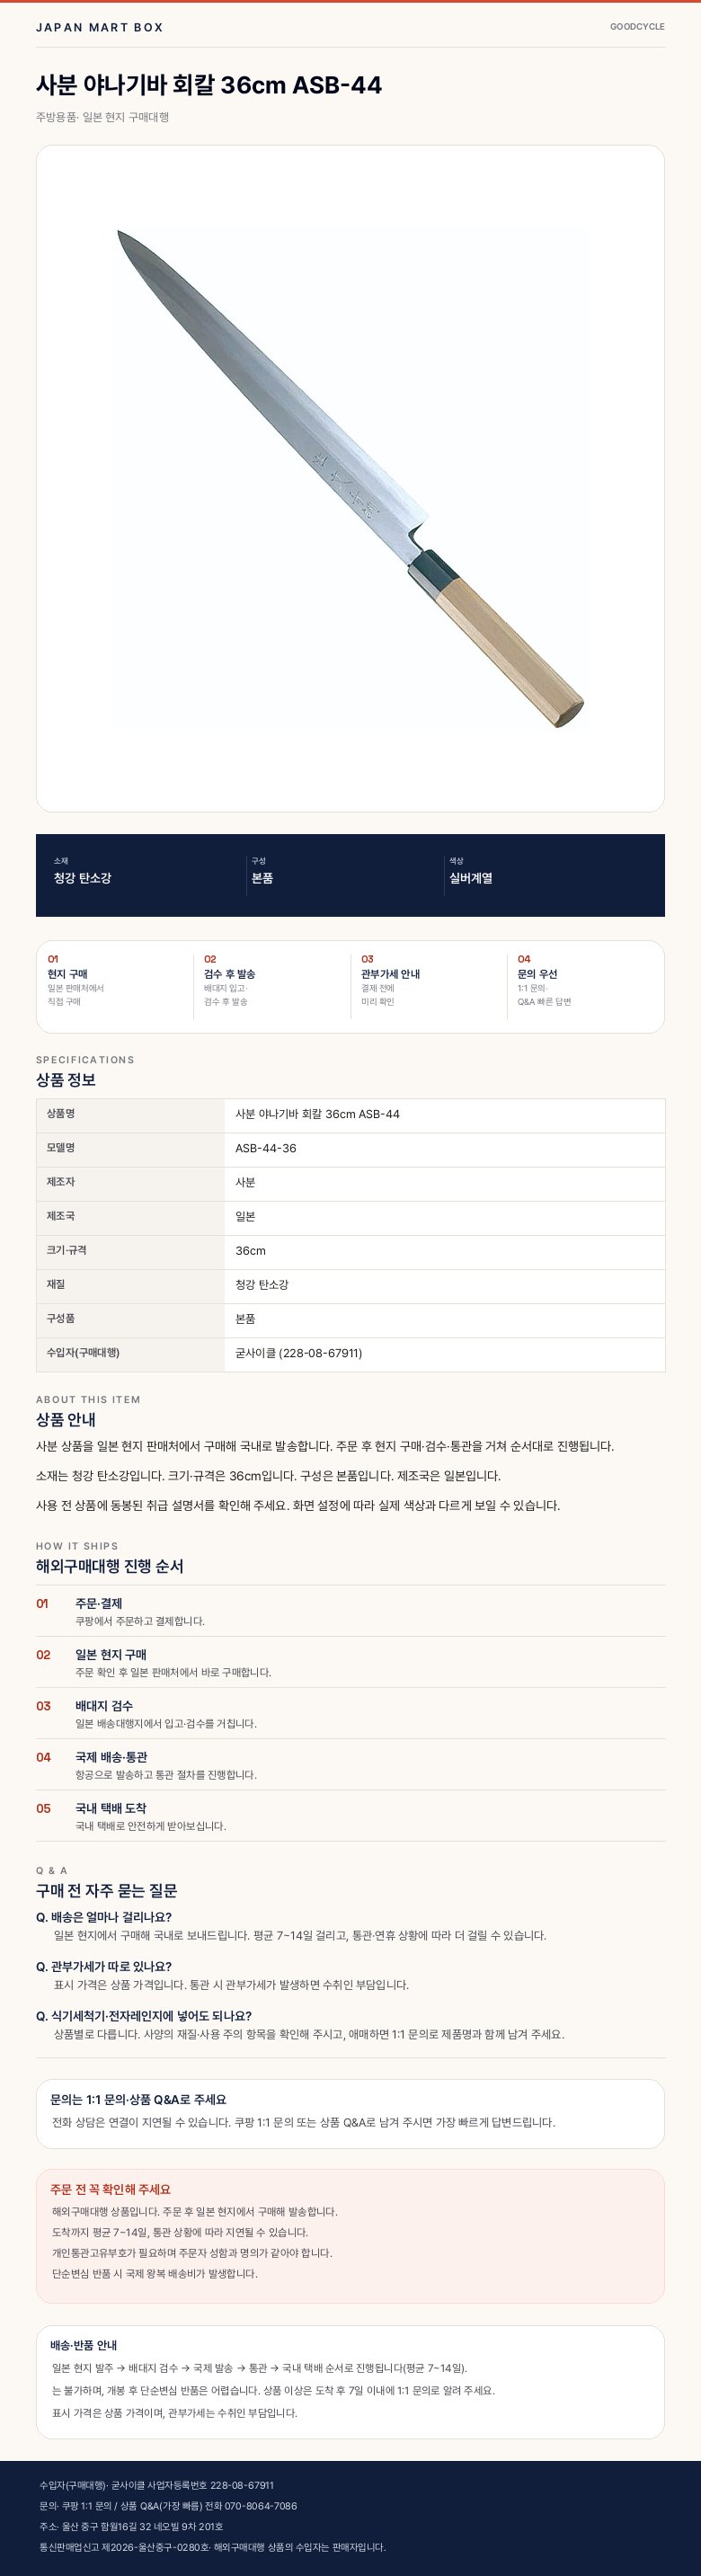 JAPAN MART BOX
GOODCYCLE
사분 야나기바 회칼 36cm ASB-44
주방용품· 일본 현지 구매대행
소재
청강 탄소강
구성
본품
색상
실버계열
01
현지 구매
일본 판매처에서
직접 구매
02
검수 후 발송
배대지 입고·
검수 후 발송
03
관부가세 안내
결제 전에
미리 확인
04
문의 우선
1:1 문의·
Q&A 빠른 답변
SPECIFICATIONS
상품 정보
상품명 사분 야나기바 회칼 36cm ASB-44
모델명 ASB-44-36
제조자 사분
제조국 일본
크기·규격 36cm
재질 청강 탄소강
구성품 본품
수입자(구매대행) 굳사이클 (228-08-67911)
ABOUT THIS ITEM
상품 안내
사분 상품을 일본 현지 판매처에서 구매해 국내로 발송합니다. 주문 후 현지 구매·검수·통관을 거쳐 순서대로 진행됩니다.
소재는 청강 탄소강입니다. 크기·규격은 36cm입니다. 구성은 본품입니다. 제조국은 일본입니다.
사용 전 상품에 동봉된 취급 설명서를 확인해 주세요. 화면 설정에 따라 실제 색상과 다르게 보일 수 있습니다.
HOW IT SHIPS
해외구매대행 진행 순서
01 주문·결제
쿠팡에서 주문하고 결제합니다.
02 일본 현지 구매
주문 확인 후 일본 판매처에서 바로 구매합니다.
03 배대지 검수
일본 배송대행지에서 입고·검수를 거칩니다.
04 국제 배송·통관
항공으로 발송하고 통관 절차를 진행합니다.
05 국내 택배 도착
국내 택배로 안전하게 받아보십니다.
Q & A
구매 전 자주 묻는 질문
Q. 배송은 얼마나 걸리나요?
일본 현지에서 구매해 국내로 보내드립니다. 평균 7~14일 걸리고, 통관·연휴 상황에 따라 더 걸릴 수 있습니다.
Q. 관부가세가 따로 있나요?
표시 가격은 상품 가격입니다. 통관 시 관부가세가 발생하면 수취인 부담입니다.
Q. 식기세척기·전자레인지에 넣어도 되나요?
상품별로 다릅니다. 사양의 재질·사용 주의 항목을 확인해 주시고, 애매하면 1:1 문의로 제품명과 함께 남겨 주세요.
문의는 1:1 문의·상품 Q&A로 주세요
전화 상담은 연결이 지연될 수 있습니다. 쿠팡 1:1 문의 또는 상품 Q&A로 남겨 주시면 가장 빠르게 답변드립니다.
주문 전 꼭 확인해 주세요
해외구매대행 상품입니다. 주문 후 일본 현지에서 구매해 발송합니다.
도착까지 평균 7~14일, 통관 상황에 따라 지연될 수 있습니다.
개인통관고유부호가 필요하며 주문자 성함과 명의가 같아야 합니다.
단순변심 반품 시 국제 왕복 배송비가 발생합니다.
배송·반품 안내
일본 현지 발주 → 배대지 검수 → 국제 발송 → 통관 → 국내 택배 순서로 진행됩니다(평균 7~14일).
는 불가하며, 개봉 후 단순변심 반품은 어렵습니다. 상품 이상은 도착 후 7일 이내에 1:1 문의로 알려 주세요.
표시 가격은 상품 가격이며, 관부가세는 수취인 부담입니다.
수입자(구매대행)· 굳사이클 사업자등록번호 228-08-67911
문의· 쿠팡 1:1 문의 / 상품 Q&A(가장 빠름) 전화 070-8064-7086
주소· 울산 중구 함월16길 32 네오빌 9차 201호
통신판매업신고 제2026-울산중구-0280호· 해외구매대행 상품의 수입자는 판매자입니다.